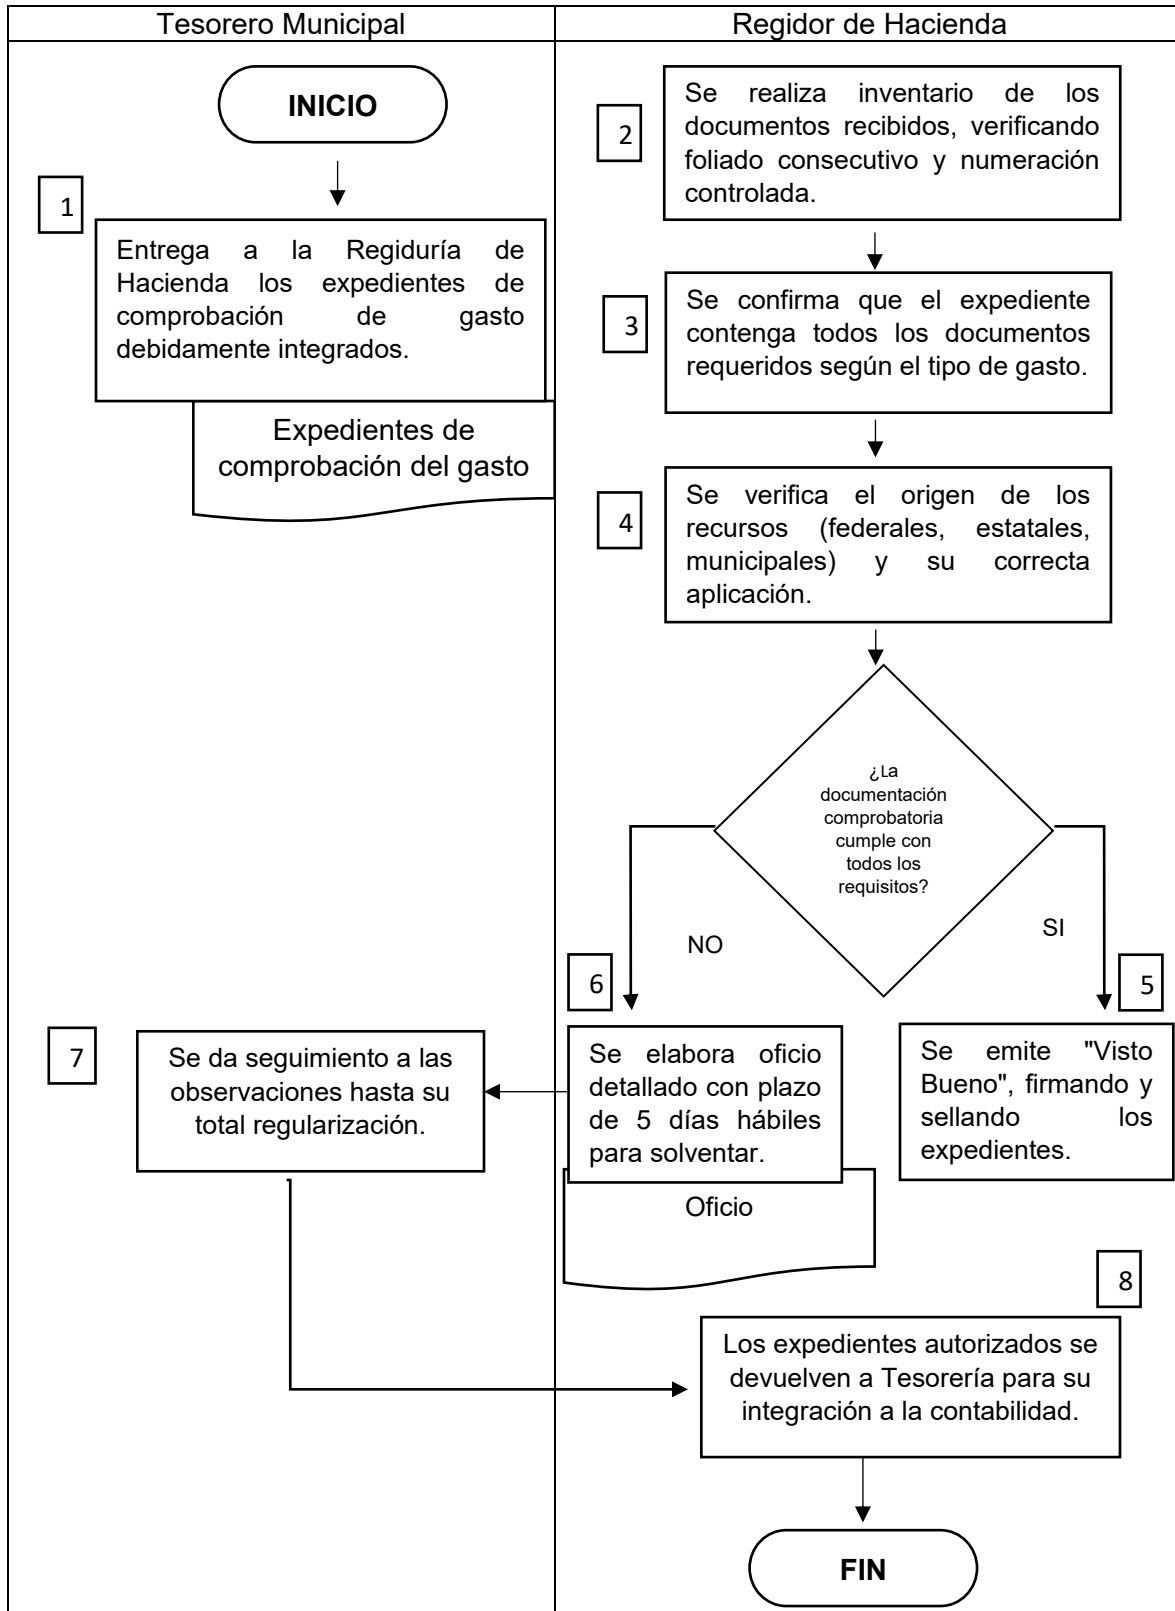 Tesorero Municipal
Regidor de Hacienda
INICIO
1
Entrega a la Regiduría de
Hacienda los expedientes de
comprobación de gasto
debidamente integrados.
Expedientes de
comprobación del gasto
2
Se realiza inventario de los
documentos recibidos, verificando
foliado consecutivo y numeración
controlada.
3
Se confirma que el expediente
contenga todos los documentos
requeridos según el tipo de gasto.
4
Se verifica el origen de los
recursos (federales, estatales,
municipales) y su correcta
aplicación.
¿La
documentación
comprobatoria
cumple con
todos los
requisitos?
NO
SI
6
5
Se elabora oficio
detallado con plazo
de 5 días hábiles
para solventar.
Oficio
Se emite "Visto
Bueno", firmando y
sellando los
expedientes.
7
Se da seguimiento a las
observaciones hasta su
total regularización.
8
Los expedientes autorizados se
devuelven a Tesorería para su
integración a la contabilidad.
FIN